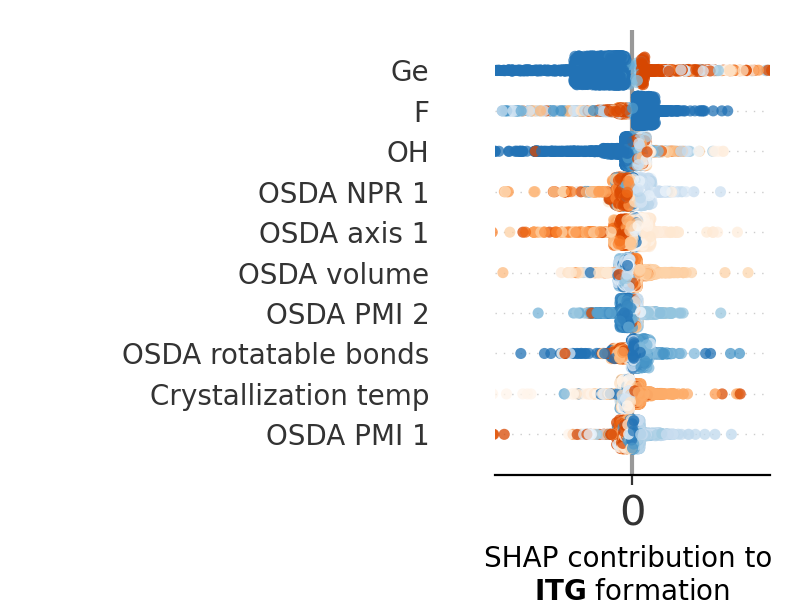 Ge
F
OH
OSDA NPR 1
OSDA axis 1
OSDA volume
OSDA PMI 2
OSDA rotatable bonds
Crystallization temp
OSDA PMI 1
0
SHAP contribution to
ITG formation